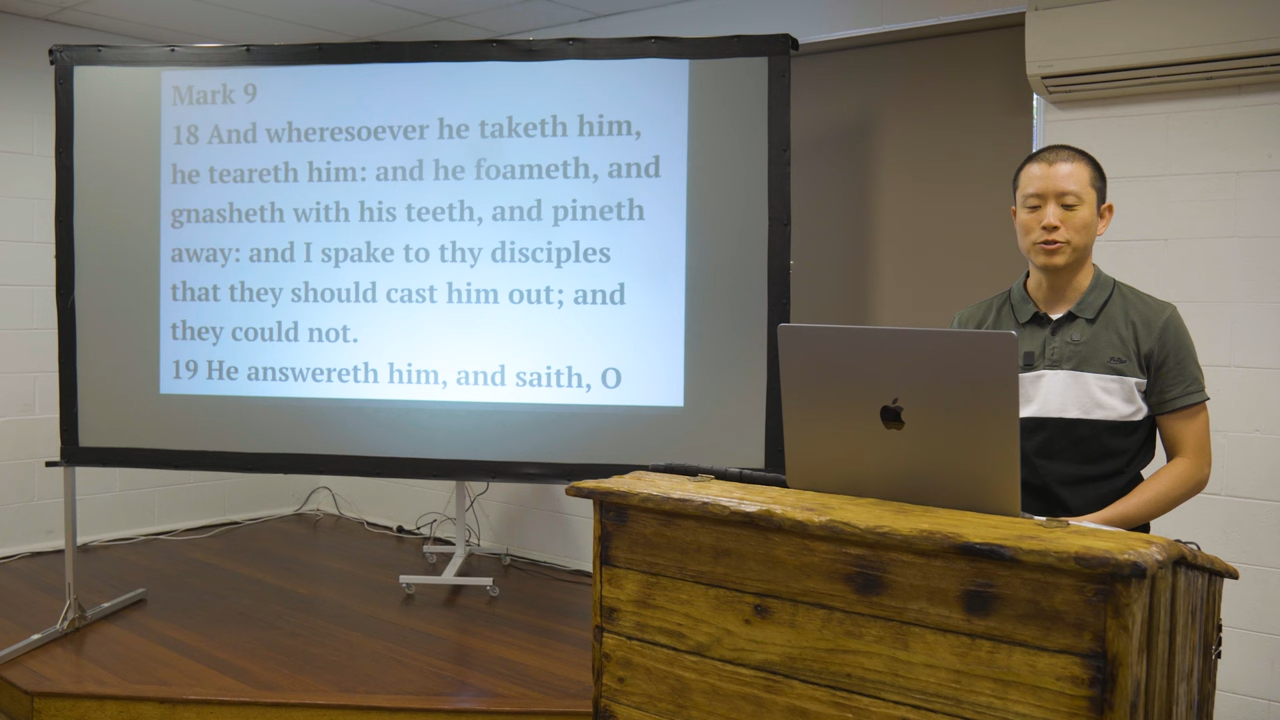 Mark 9
18 And wheresoever he taketh him,
he teareth him: and he foameth, and
gnasheth with his teeth, and pineth
away: and I spake to thy disciples
that they should cast him out; and
they could not.
19 He answereth him, and saith, O